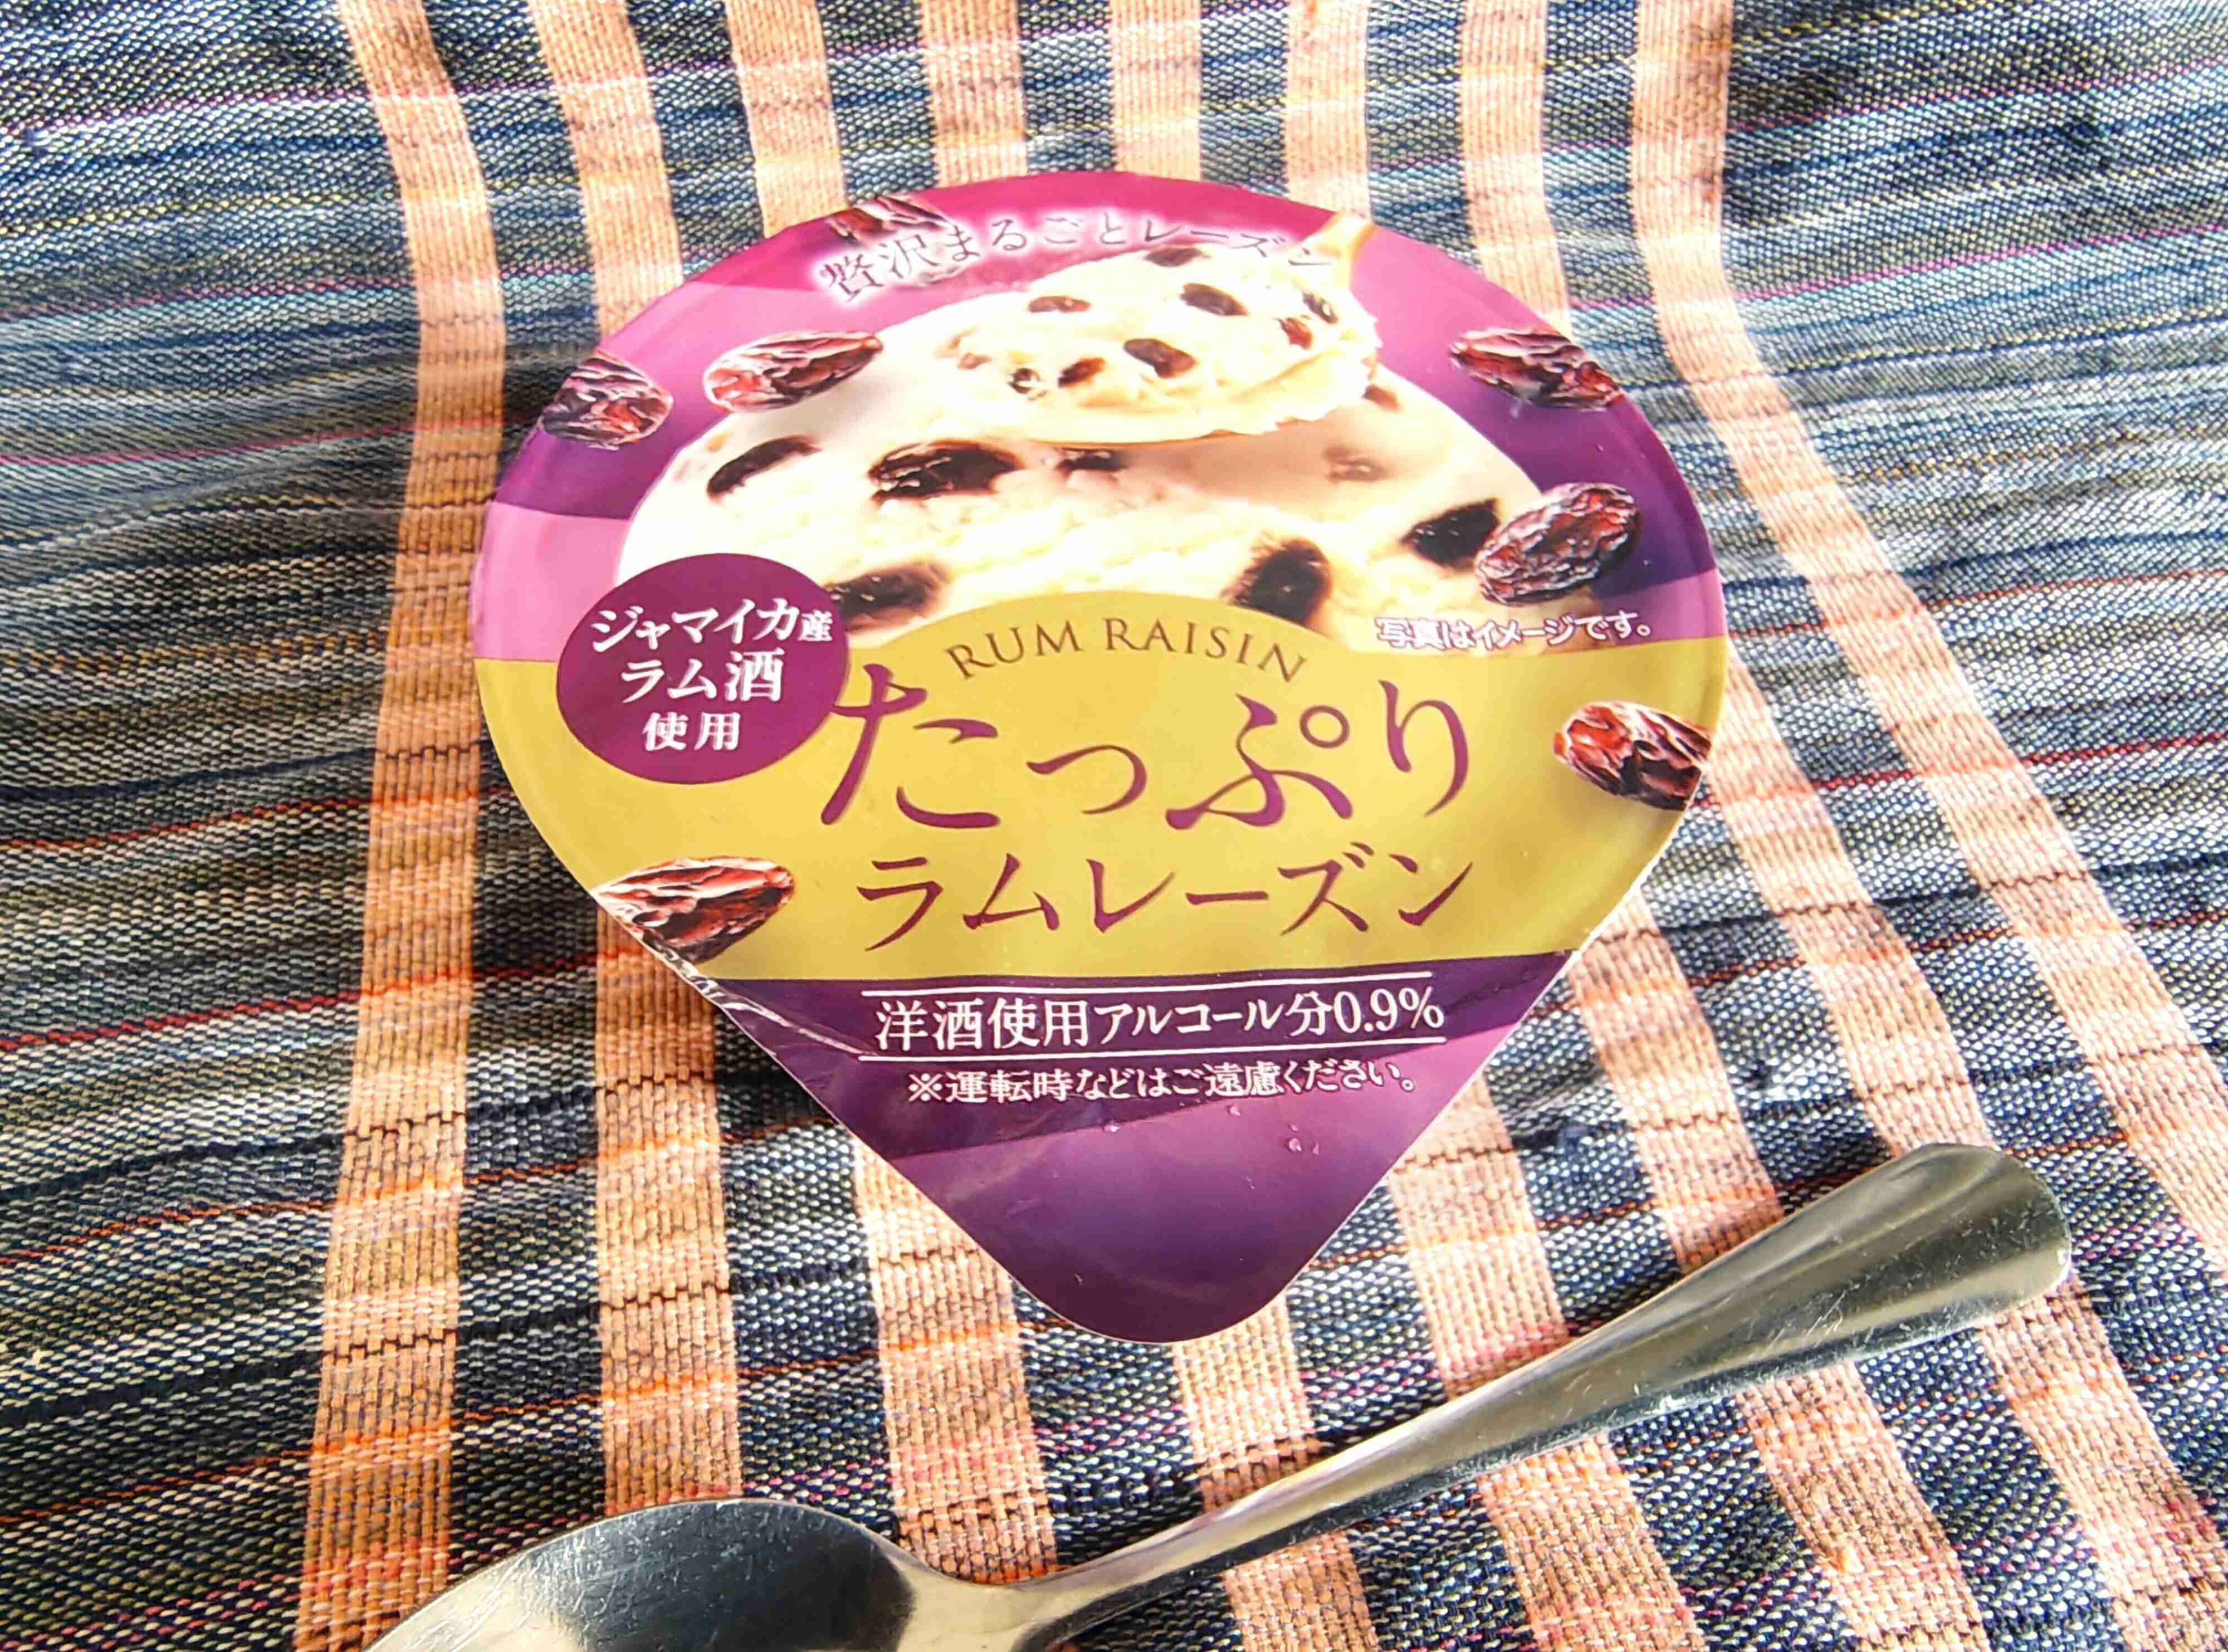 贅沢まるごとレーズン
写真はイメージです。
ジャマイカ産
ラム酒
使用
RUM RAISIN
たっぷり
ラムレーズン
洋酒使用アルコール分0.9%
※運転時などはご遠慮ください。